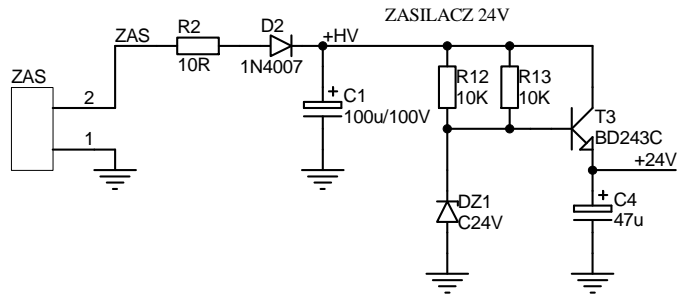 ZASILACZ 24V
ZAS
R2
10R
D2
1N4007
+HV
ZAS
2
1
+
C1
100u/100V
R12
10K
R13
10K
T3
BD243C
+24V
DZ1
C24V
+
C4
47u